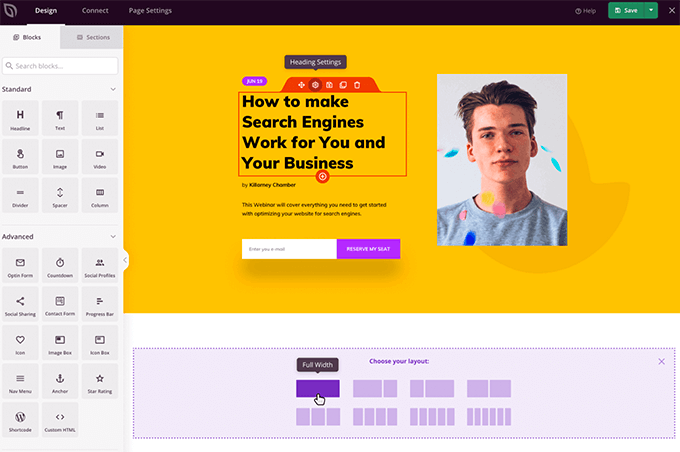 Design
Connect
Page Settings
Help
Save
Blocks
Sections
Search blocks...
Standard
Headline
Text
List
Button
Image
Video
Divider
Spacer
Column
Advanced
Optin Form
Countdown
Social Profiles
Social Sharing
Contact Form
Progress Bar
Icon
Image Box
Icon Box
Nav Menu
Anchor
Star Rating
Shortcode
Custom HTML
Heading Settings
JUN 19
How to make
Search Engines
Work for You and
Your Business
by Killarney Chamber
This Webinar will cover everything you need to get started
with optimizing your website for search engines.
Enter you e-mail
RESERVE MY SEAT
Choose your layout:
Full Width